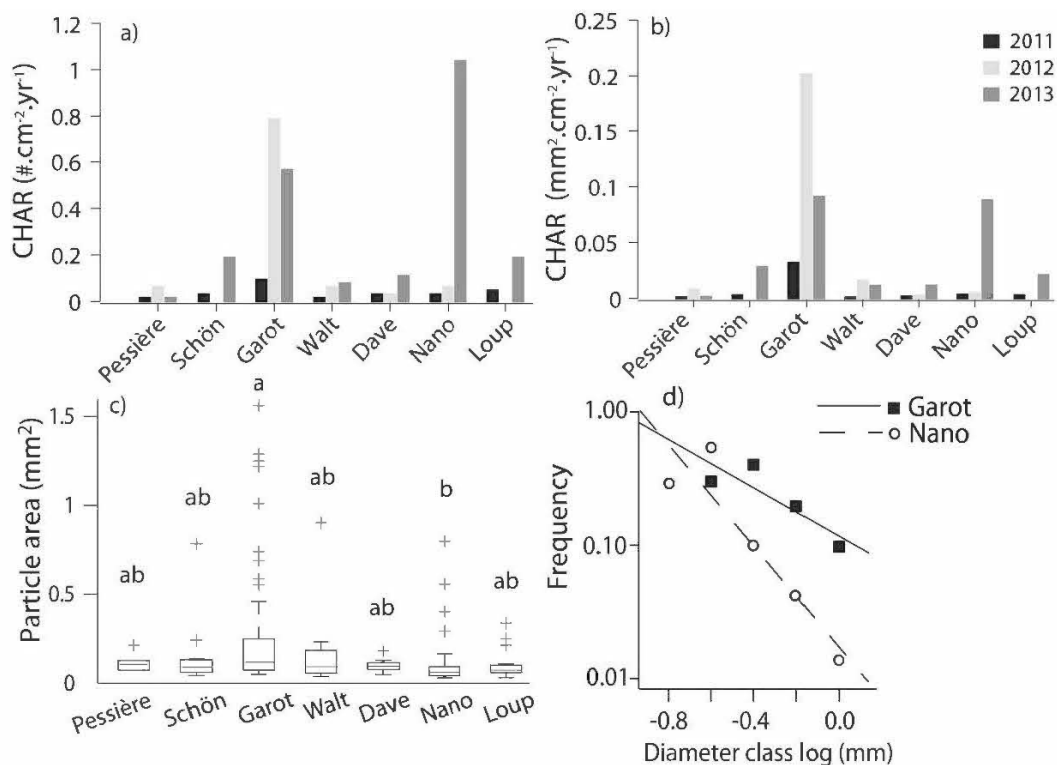 a)
CHAR (#.cm⁻².yr⁻¹)
1.2
1
0.8
0.6
0.4
0.2
0
Pessière
Schön
Garot
Walt
Dave
Nano
Loup
b)
CHAR (mm².cm⁻².yr⁻¹)
0.25
0.2
0.15
0.1
0.05
0
2011
2012
2013
Pessière
Schön
Garot
Walt
Dave
Nano
Loup
c)
Particle area (mm²)
1.5
1
0.5
0
ab
ab
a
ab
ab
b
ab
Pessière
Schön
Garot
Walt
Dave
Nano
Loup
d)
Garot
Nano
Frequency
1.00
0.10
0.01
-0.8
-0.4
0.0
Diameter class log (mm)